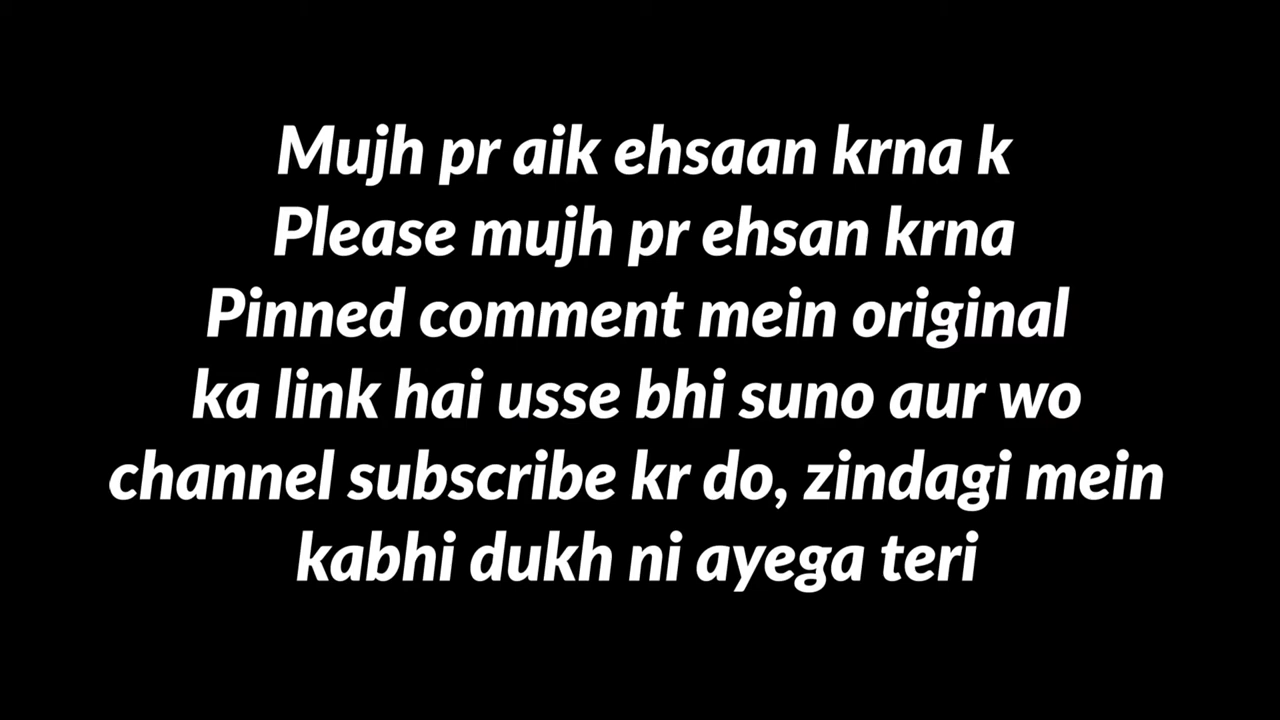 Mujh pr aik ehsaan krna k
Please mujh pr ehsan krna
Pinned comment mein original
ka link hai usse bhi suno aur wo
channel subscribe kr do, zindagi mein
kabhi dukh ni ayega teri